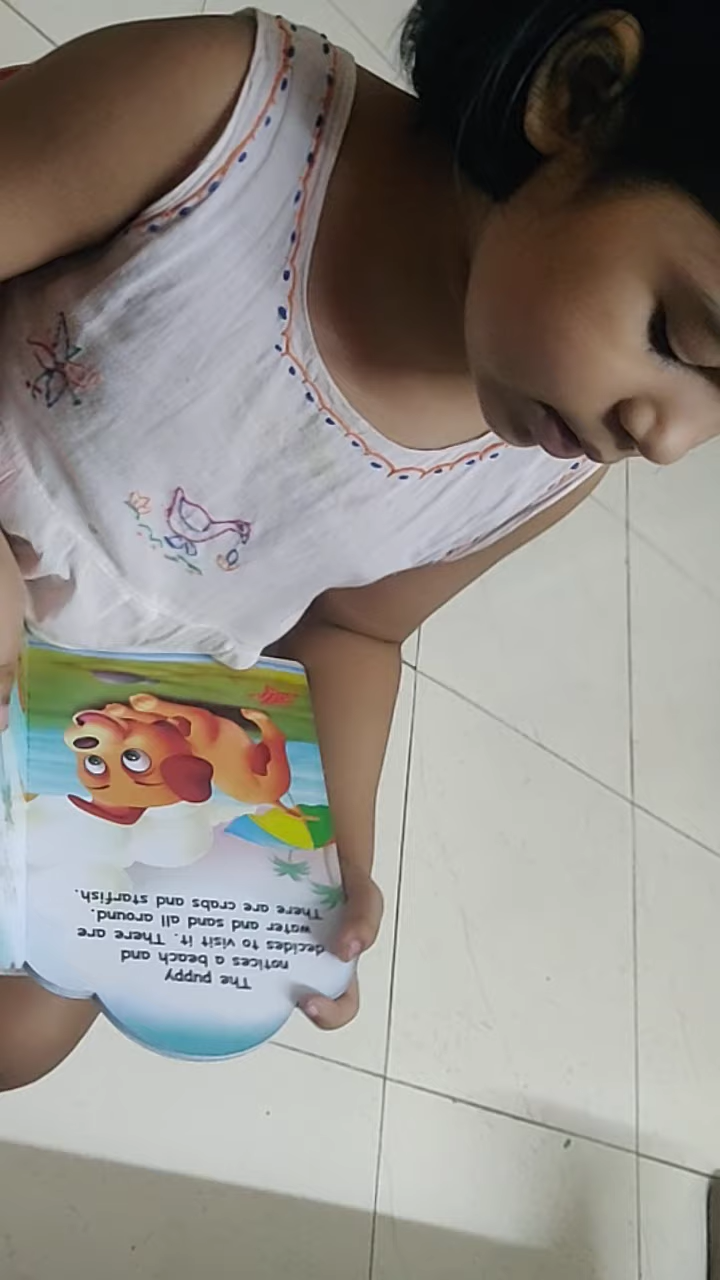 The puppy
notices a beach and
decides to visit it. There are
water and sand all around.
There are crabs and starfish.